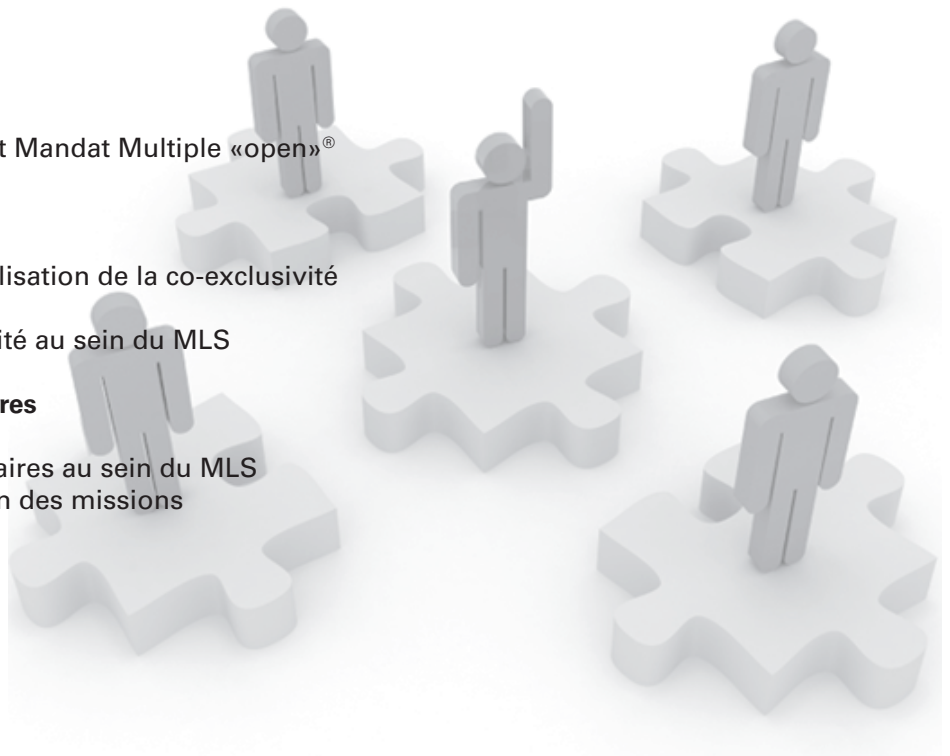 t Mandat Multiple «open»®
lisation de la co-exclusivité
ité au sein du MLS
res
aires au sein du MLS
n des missions